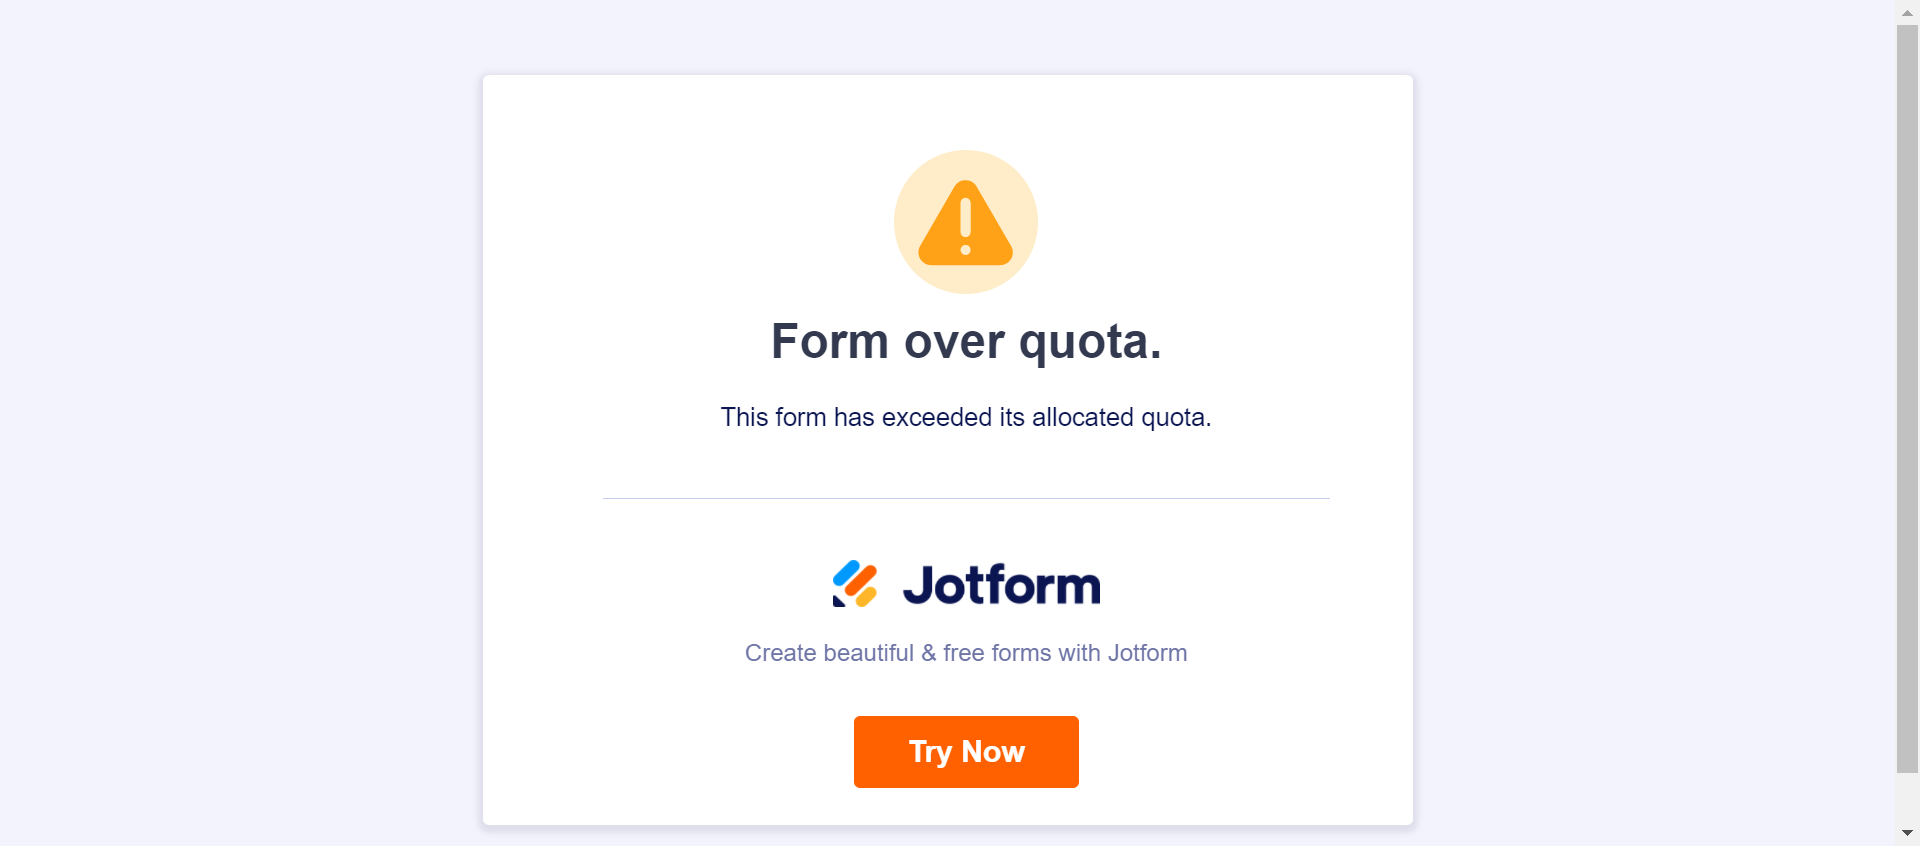 Form over quota.
This form has exceeded its allocated quota.
Jotform
Create beautiful & free forms with Jotform
Try Now